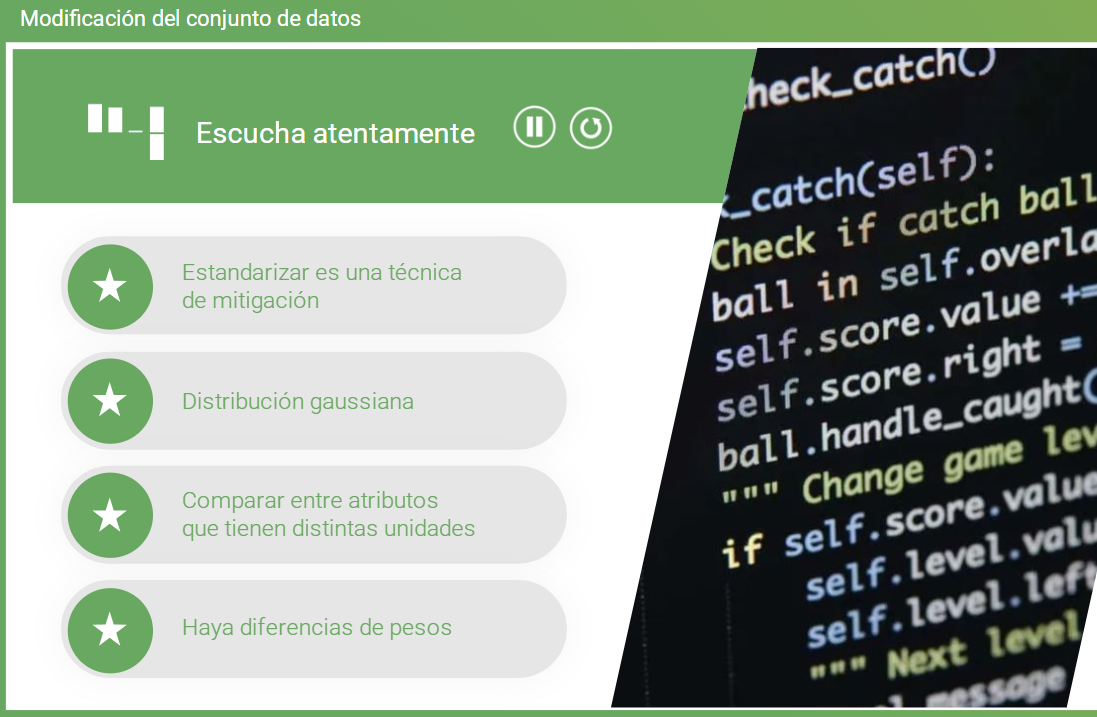 Modificación del conjunto de datos
Escucha atentamente
Estandarizar es una técnica
de mitigación
Distribución gaussiana
Comparar entre atributos
que tienen distintas unidades
Haya diferencias de pesos
heck_catch()
_catch(self):
Check if catch ball
ball in self.overla
self.score.value +=
self.score.right =
ball.handle_caught(
""" Change game lev
if self.score.value
self.level.valu
self.level.left
""" Next level
message